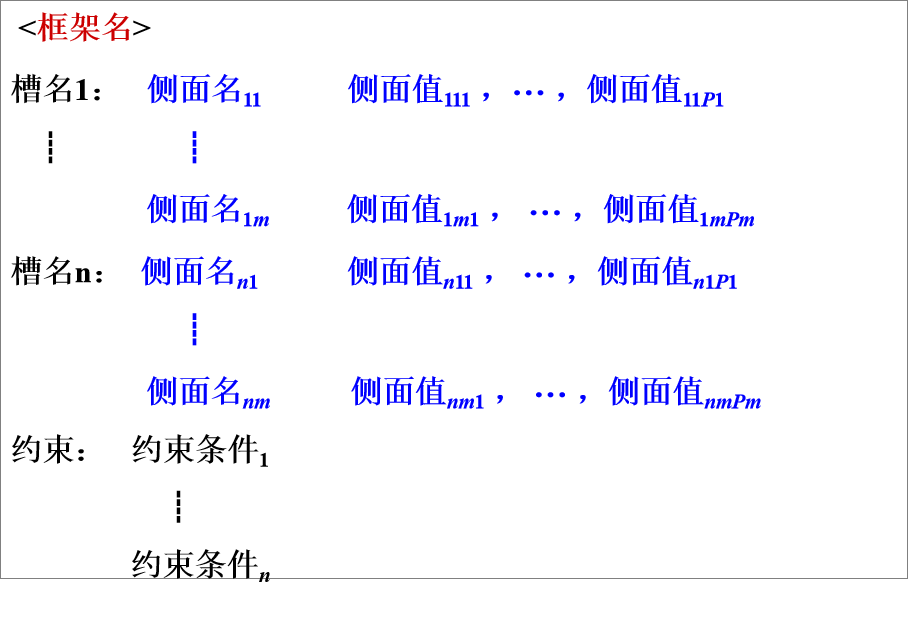 <框架名>
槽名1： 侧面名11 侧面值111 ， … ， 侧面值11P1
┇ ┇
侧面名1m 侧面值1m1 ， … ， 侧面值1mPm
槽名n： 侧面名n1 侧面值n11 ， … ， 侧面值n1P1
┇
侧面名nm 侧面值nm1 ， … ， 侧面值nmPm
约束： 约束条件1
┇
约束条件n